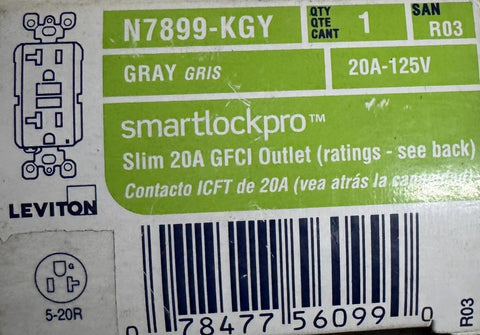 N7899-KGY
QTY
QTE
CANT
1
SAN
R03
GRAY GRIS
20A-125V
smartlockpro™
Slim 20A GFCI Outlet (ratings - see back)
Contacto ICFT de 20A (vea atrás la capacidad)
LEVITON
5-20R
0 78477 56099 0
R03